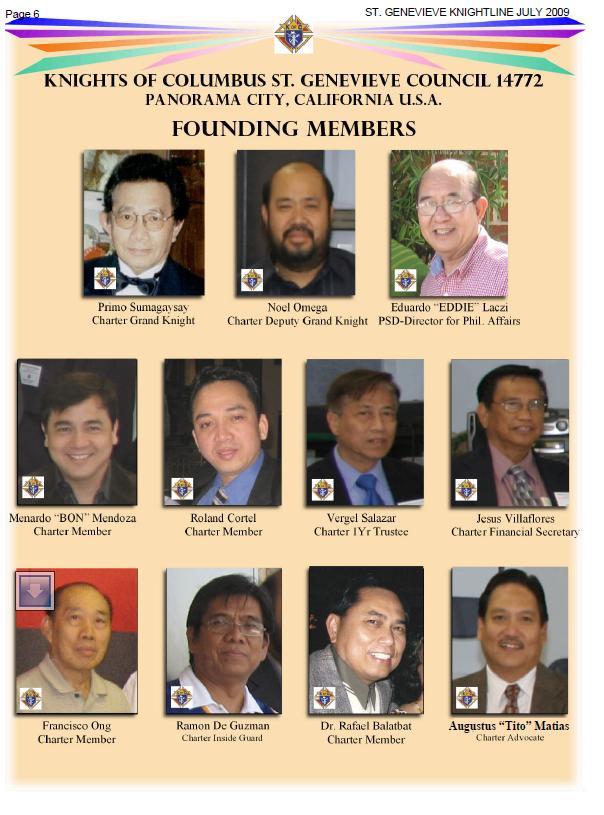 Page 6
ST. GENEVIEVE KNIGHTLINE JULY 2009
KNIGHTS OF COLUMBUS ST. GENEVIEVE COUNCIL 14772
PANORAMA CITY, CALIFORNIA U.S.A.
FOUNDING MEMBERS
Primo Sumagaysay
Charter Grand Knight
Noel Omega
Charter Deputy Grand Knight
Eduardo "EDDIE" Laczi
PSD-Director for Phil. Affairs
Menardo "BON" Mendoza
Charter Member
Roland Cortel
Charter Member
Vergel Salazar
Charter 1Yr Trustee
Jesus Villaflores
Charter Financial Secretary
Francisco Ong
Charter Member
Ramon De Guzman
Charter Inside Guard
Dr. Rafael Balatbat
Charter Member
Augustus "Tito" Matias
Charter Advocate